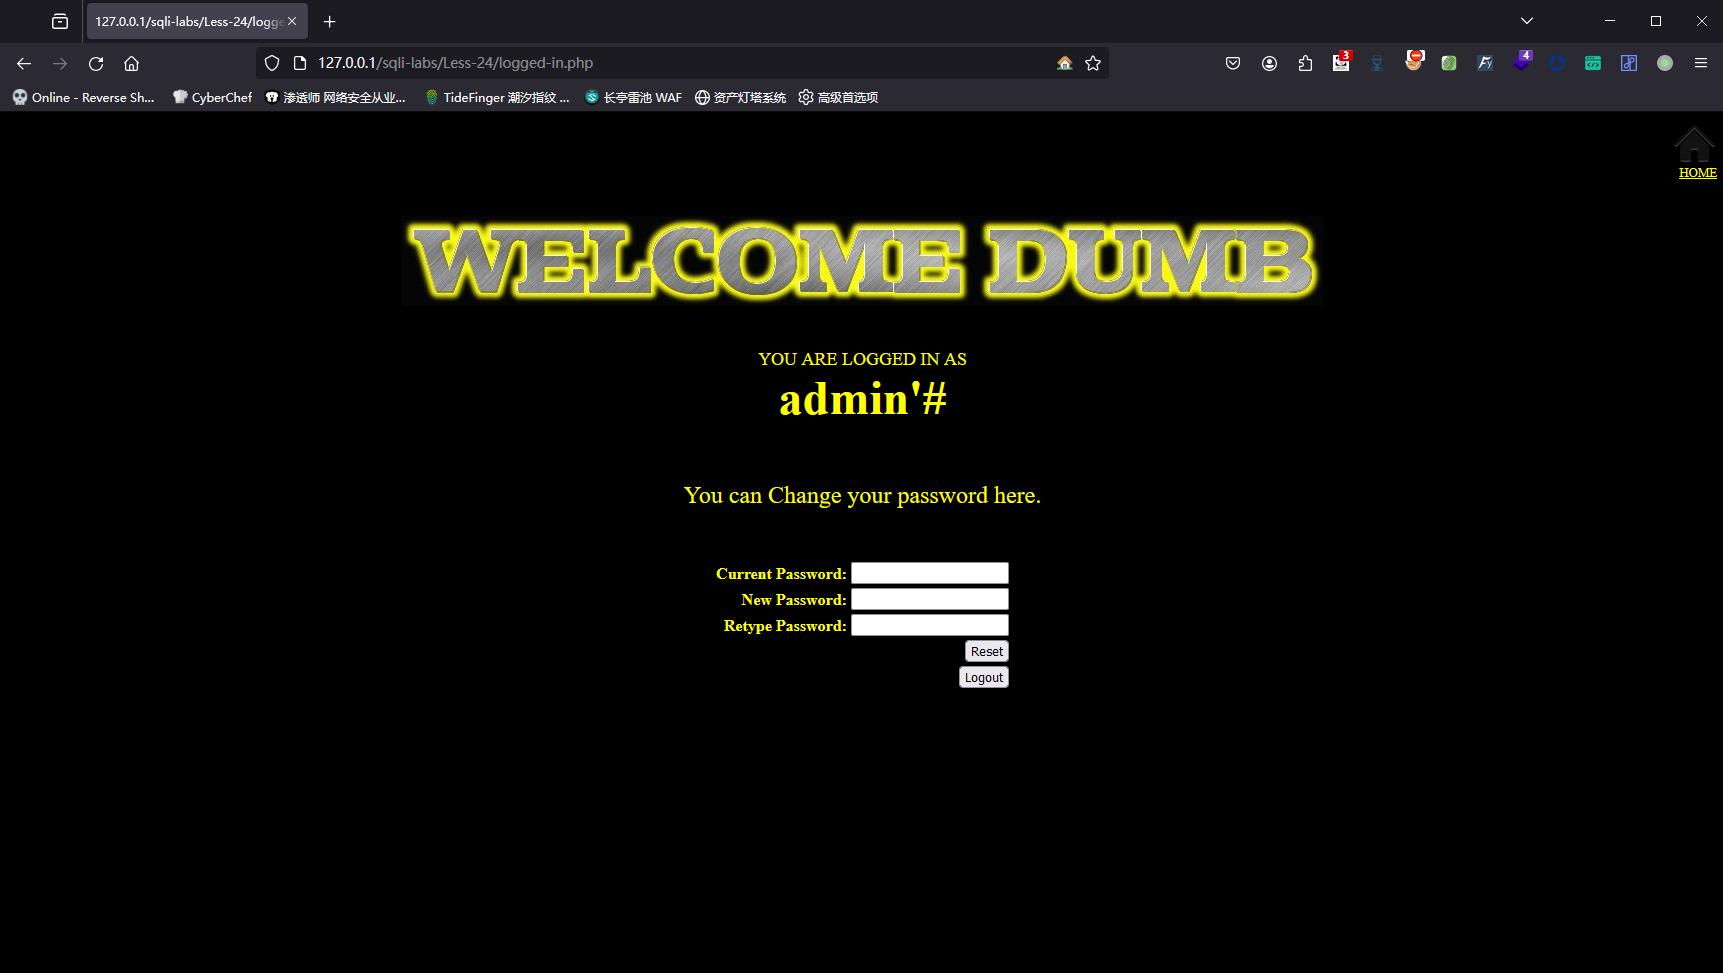 127.0.0.1/sqli-labs/Less-24/logge
127.0.0.1/sqli-labs/Less-24/logged-in.php
3
4
Online - Reverse Sh...
CyberChef
渗透师 网络安全从业...
TideFinger 潮汐指纹 ...
长亭雷池 WAF
资产灯塔系统
高级首选项
HOME
WELCOME DUMB
YOU ARE LOGGED IN AS
admin'#
You can Change your password here.
Current Password:
New Password:
Retype Password:
Reset
Logout